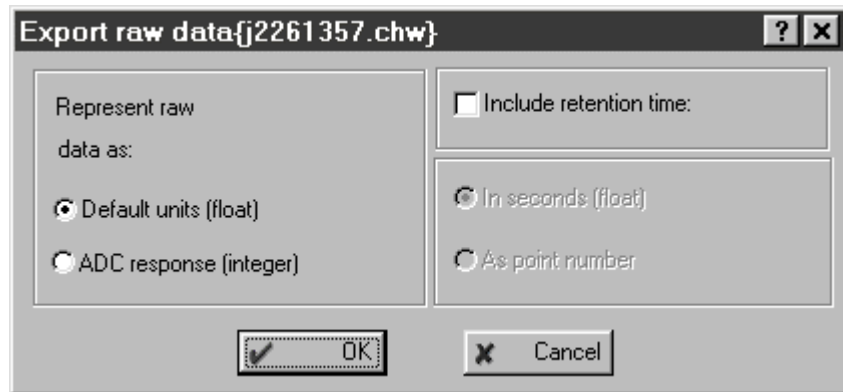 Export raw data{j2261357.chw}
Represent raw
data as:
Default units (float)
ADC response (integer)
Include retention time:
In seconds (float)
As point number
OK
Cancel